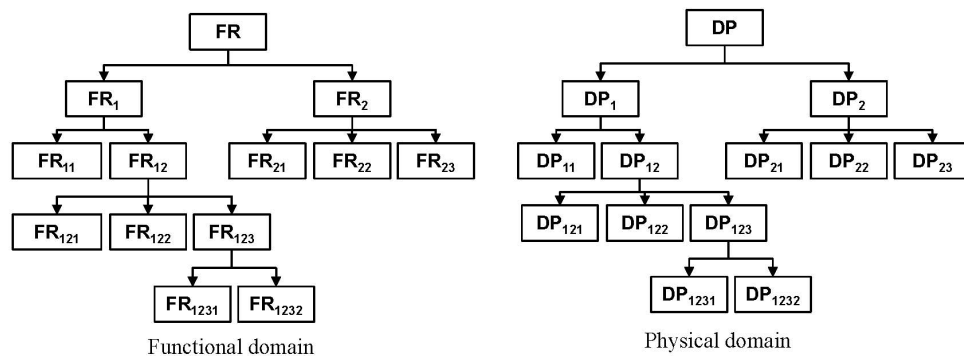 FR DP
FR₁ FR₂ DP₁ DP₂
FR₁₁ FR₁₂ FR₂₁ FR₂₂ FR₂₃ DP₁₁ DP₁₂ DP₂₁ DP₂₂ DP₂₃
FR₁₂₁ FR₁₂₂ FR₁₂₃ DP₁₂₁ DP₁₂₂ DP₁₂₃
FR₁₂₃₁ FR₁₂₃₂ DP₁₂₃₁ DP₁₂₃₂
Functional domain Physical domain